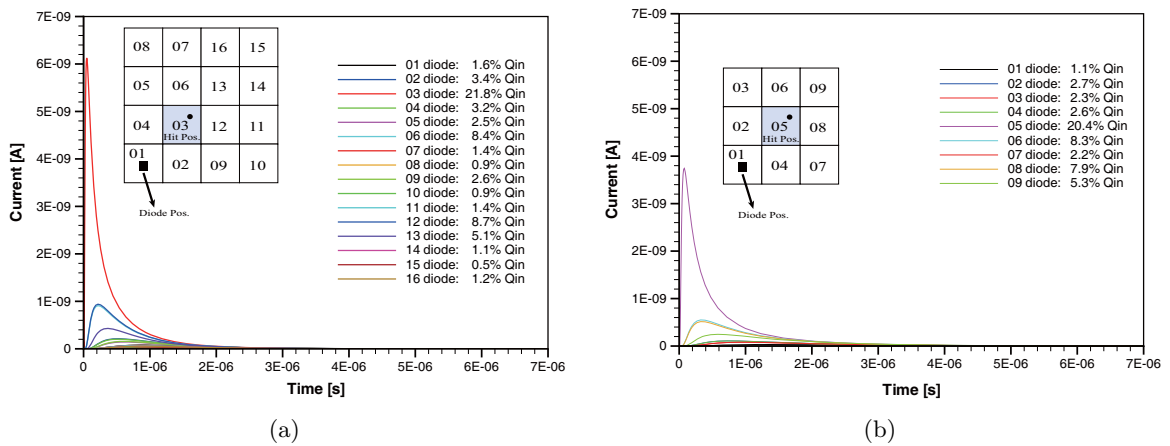 7E-09
6E-09
5E-09
4E-09
3E-09
2E-09
1E-09
0
Current [A]
0 1E-06 2E-06 3E-06 4E-06 5E-06 6E-06 7E-06
Time [s]
08 07 16 15
05 06 13 14
04 03 12 11
Hit Pos.
01 02 09 10
Diode Pos.
01 diode: 1.6% Qin
02 diode: 3.4% Qin
03 diode: 21.8% Qin
04 diode: 3.2% Qin
05 diode: 2.5% Qin
06 diode: 8.4% Qin
07 diode: 1.4% Qin
08 diode: 0.9% Qin
09 diode: 2.6% Qin
10 diode: 0.9% Qin
11 diode: 1.4% Qin
12 diode: 8.7% Qin
13 diode: 5.1% Qin
14 diode: 1.1% Qin
15 diode: 0.5% Qin
16 diode: 1.2% Qin
(a)
7E-09
6E-09
5E-09
4E-09
3E-09
2E-09
1E-09
0
Current [A]
0 1E-06 2E-06 3E-06 4E-06 5E-06 6E-06 7E-06
Time [s]
03 06 09
02 05 08
Hit Pos.
01 04 07
Diode Pos.
01 diode: 1.1% Qin
02 diode: 2.7% Qin
03 diode: 2.3% Qin
04 diode: 2.6% Qin
05 diode: 20.4% Qin
06 diode: 8.3% Qin
07 diode: 2.2% Qin
08 diode: 7.9% Qin
09 diode: 5.3% Qin
(b)